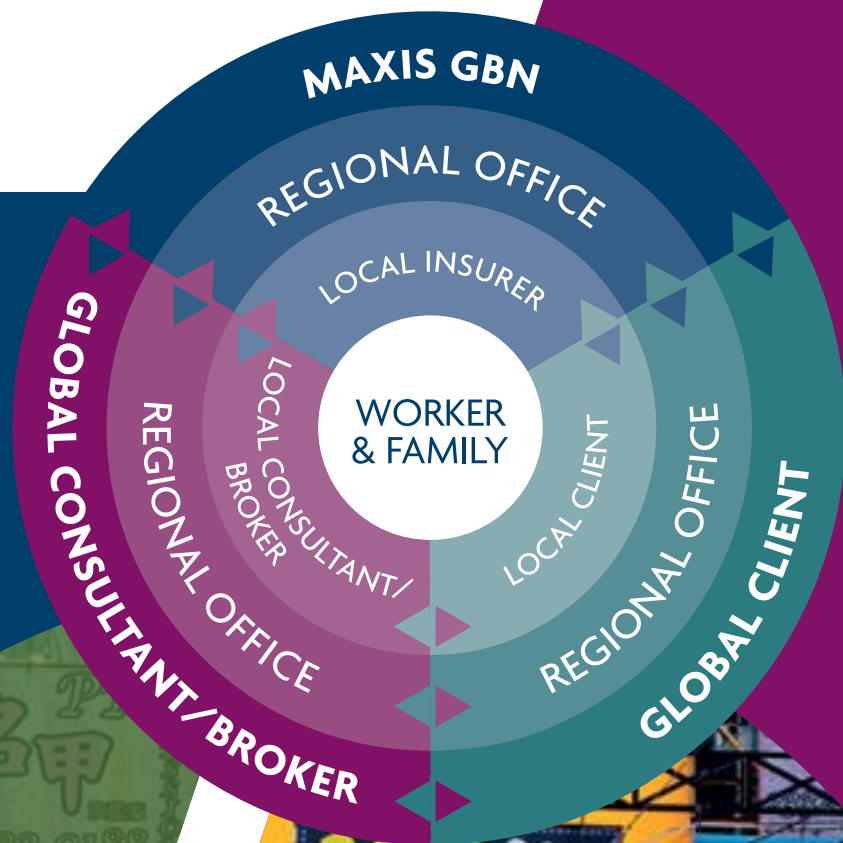 MAXIS GBN
REGIONAL OFFICE
LOCAL INSURER
WORKER
& FAMILY
GLOBAL CONSULTANT/BROKER
REGIONAL OFFICE
LOCAL CONSULTANT/
BROKER
LOCAL CLIENT
REGIONAL OFFICE
GLOBAL CLIENT